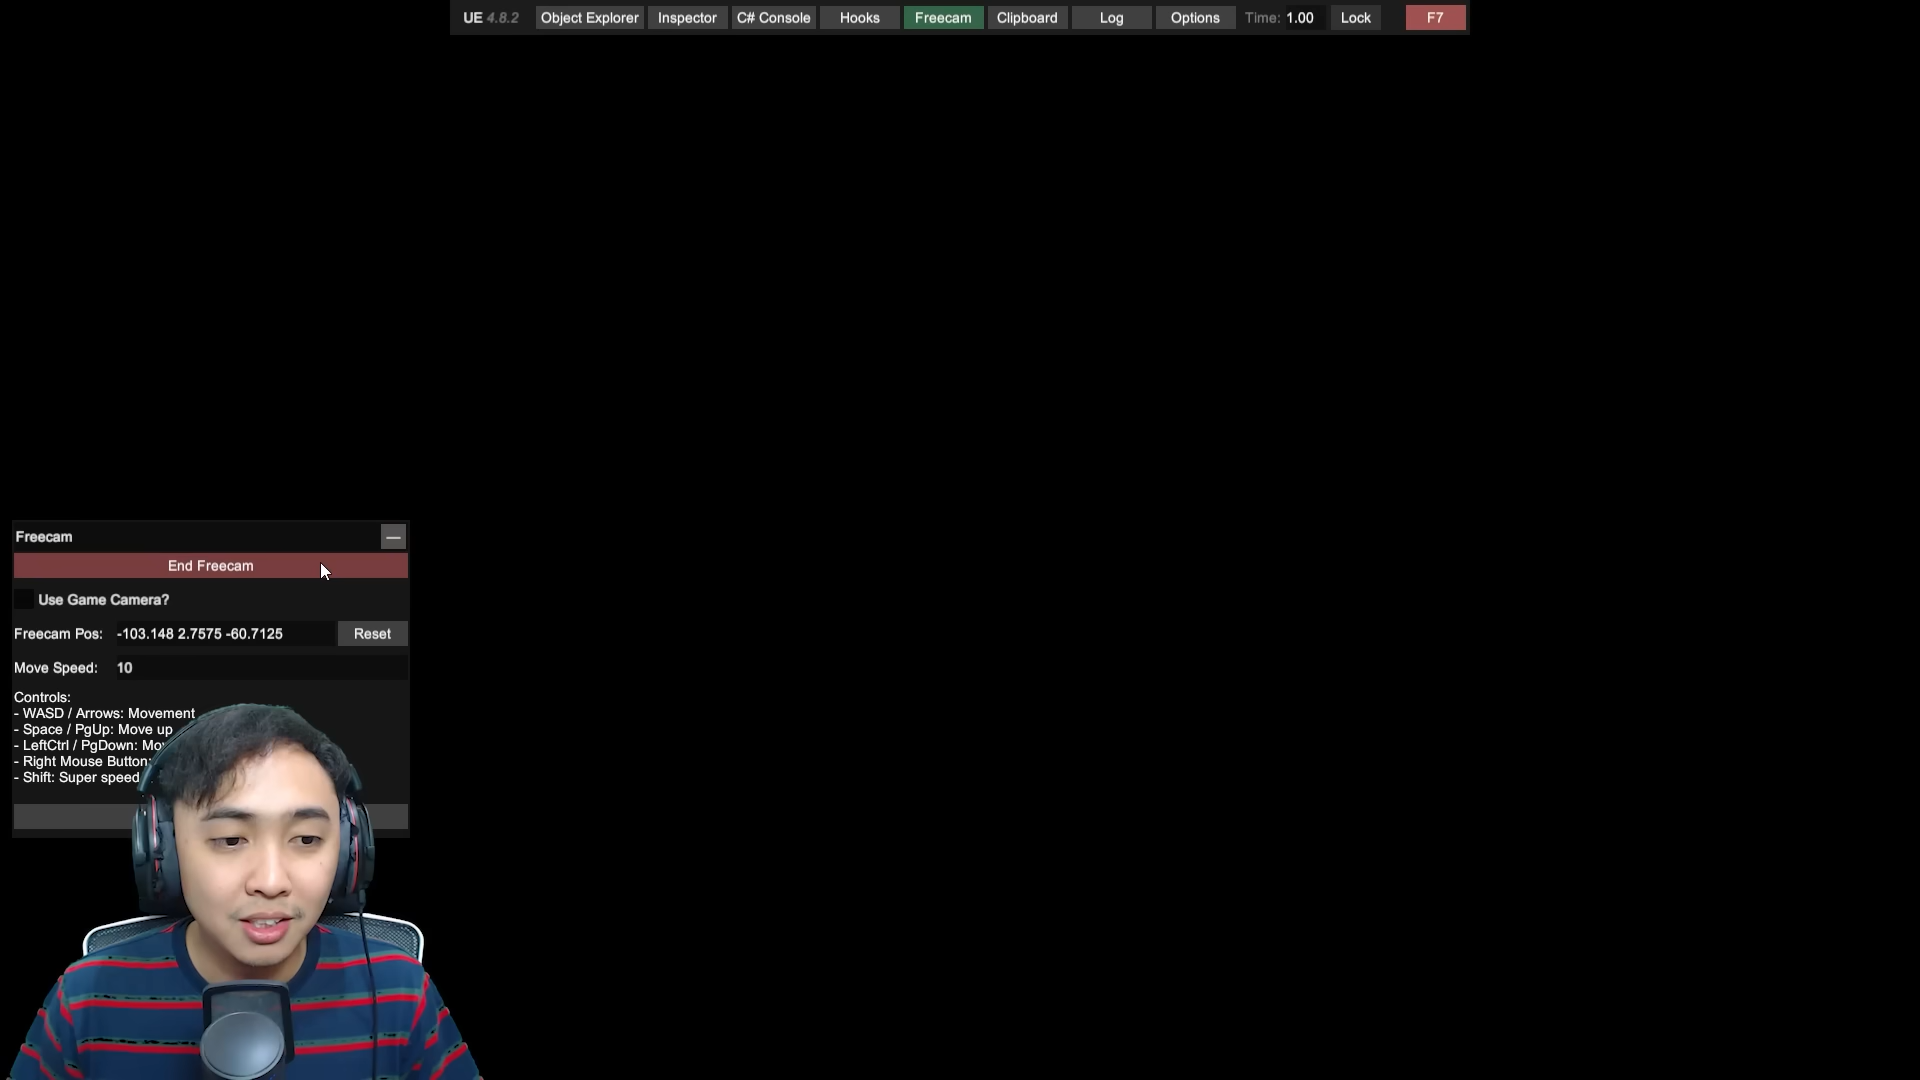 UE 4.8.2 Object Explorer Inspector C# Console Hooks Freecam Clipboard Log Options Time: 1.00 Lock F7
Freecam —
End Freecam
Use Game Camera?
Freecam Pos: -103.148 2.7575 -60.7125 Reset
Move Speed: 10
Controls:
- WASD / Arrows: Movement
- Space / PgUp: Move up
- LeftCtrl / PgDown:
- Right Mouse Button:
- Shift: Super speed